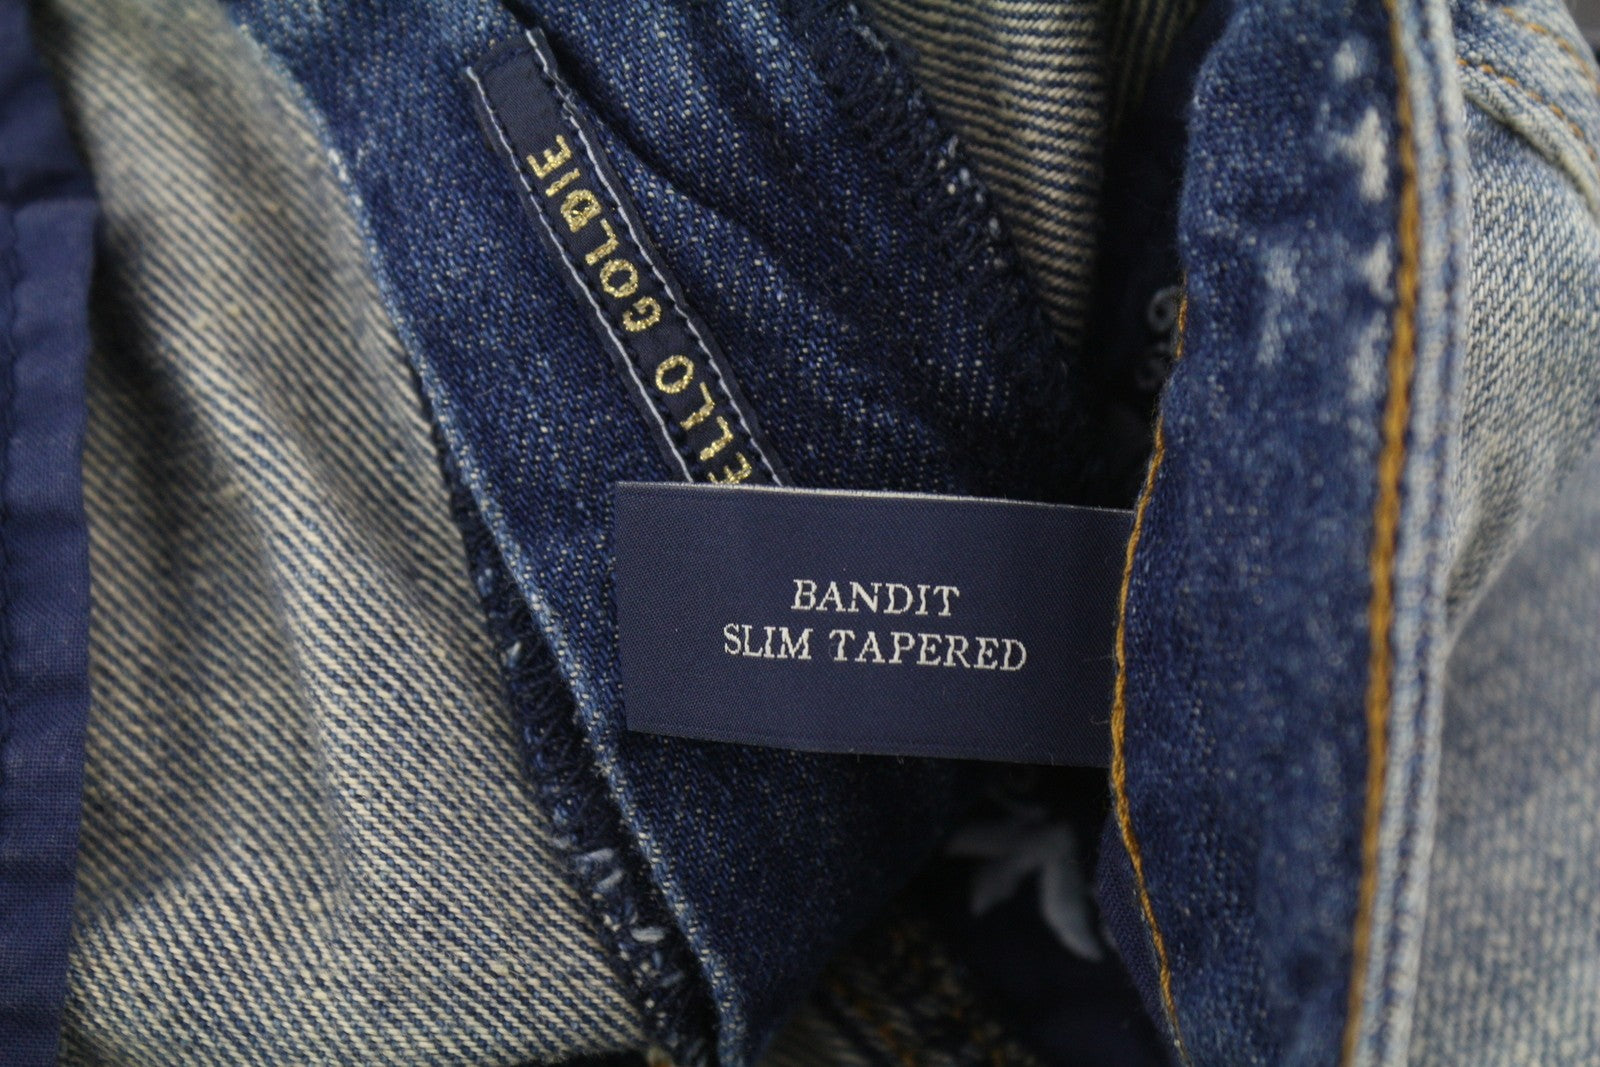 ELLO GOLDIE
BANDIT
SLIM TAPERED